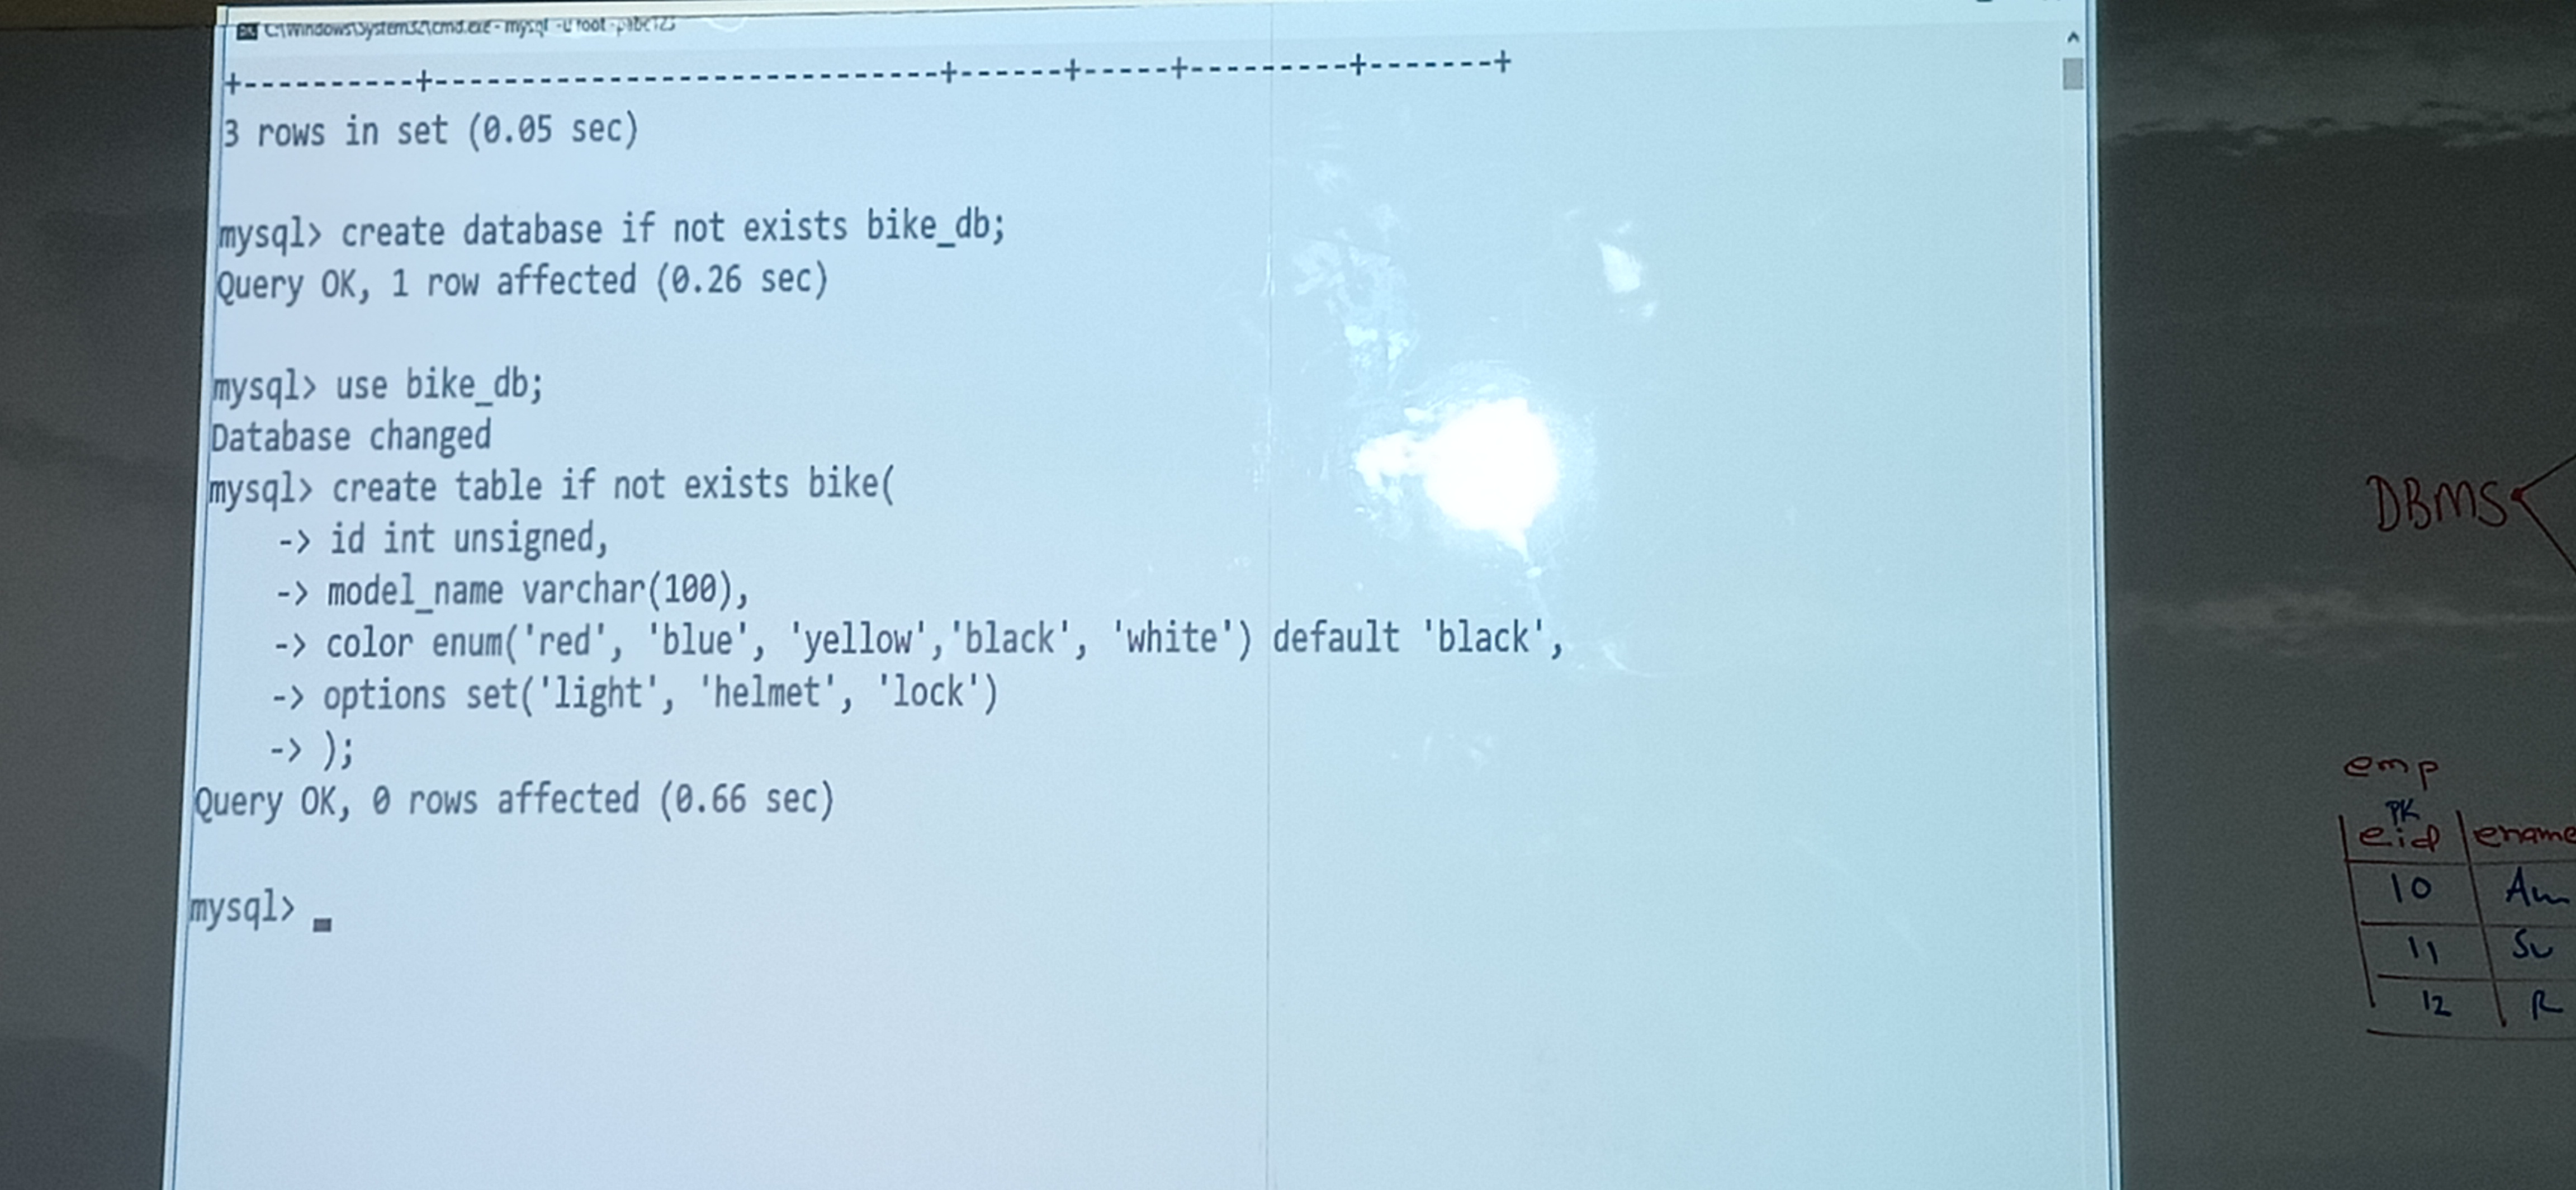 C:\Windows\System32\cmd.exe - mysql -u root -pabc123
+----------+---------------------------+------+-----+---------+-------+
3 rows in set (0.05 sec)
mysql> create database if not exists bike_db;
Query OK, 1 row affected (0.26 sec)
mysql> use bike_db;
Database changed
mysql> create table if not exists bike(
-> id int unsigned,
-> model_name varchar(100),
-> color enum('red', 'blue', 'yellow','black', 'white') default 'black',
-> options set('light', 'helmet', 'lock')
-> );
Query OK, 0 rows affected (0.66 sec)
mysql>
DBMS
emp
PK
eid ename
10
11 Su
12 R